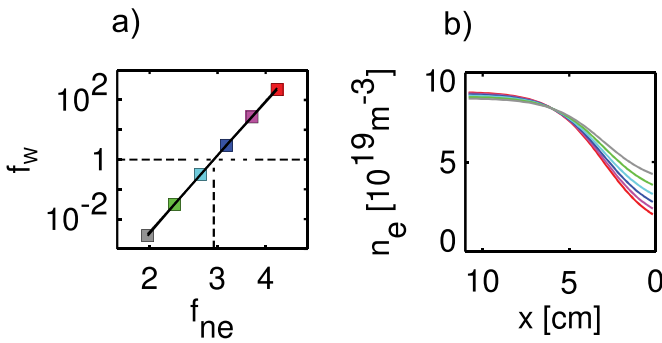 a)
f_w
10^2
1
10^-2
2 3 4
f_ne
b)
n_e [10^19 m^-3]
10
5
0
10 5 0
x [cm]